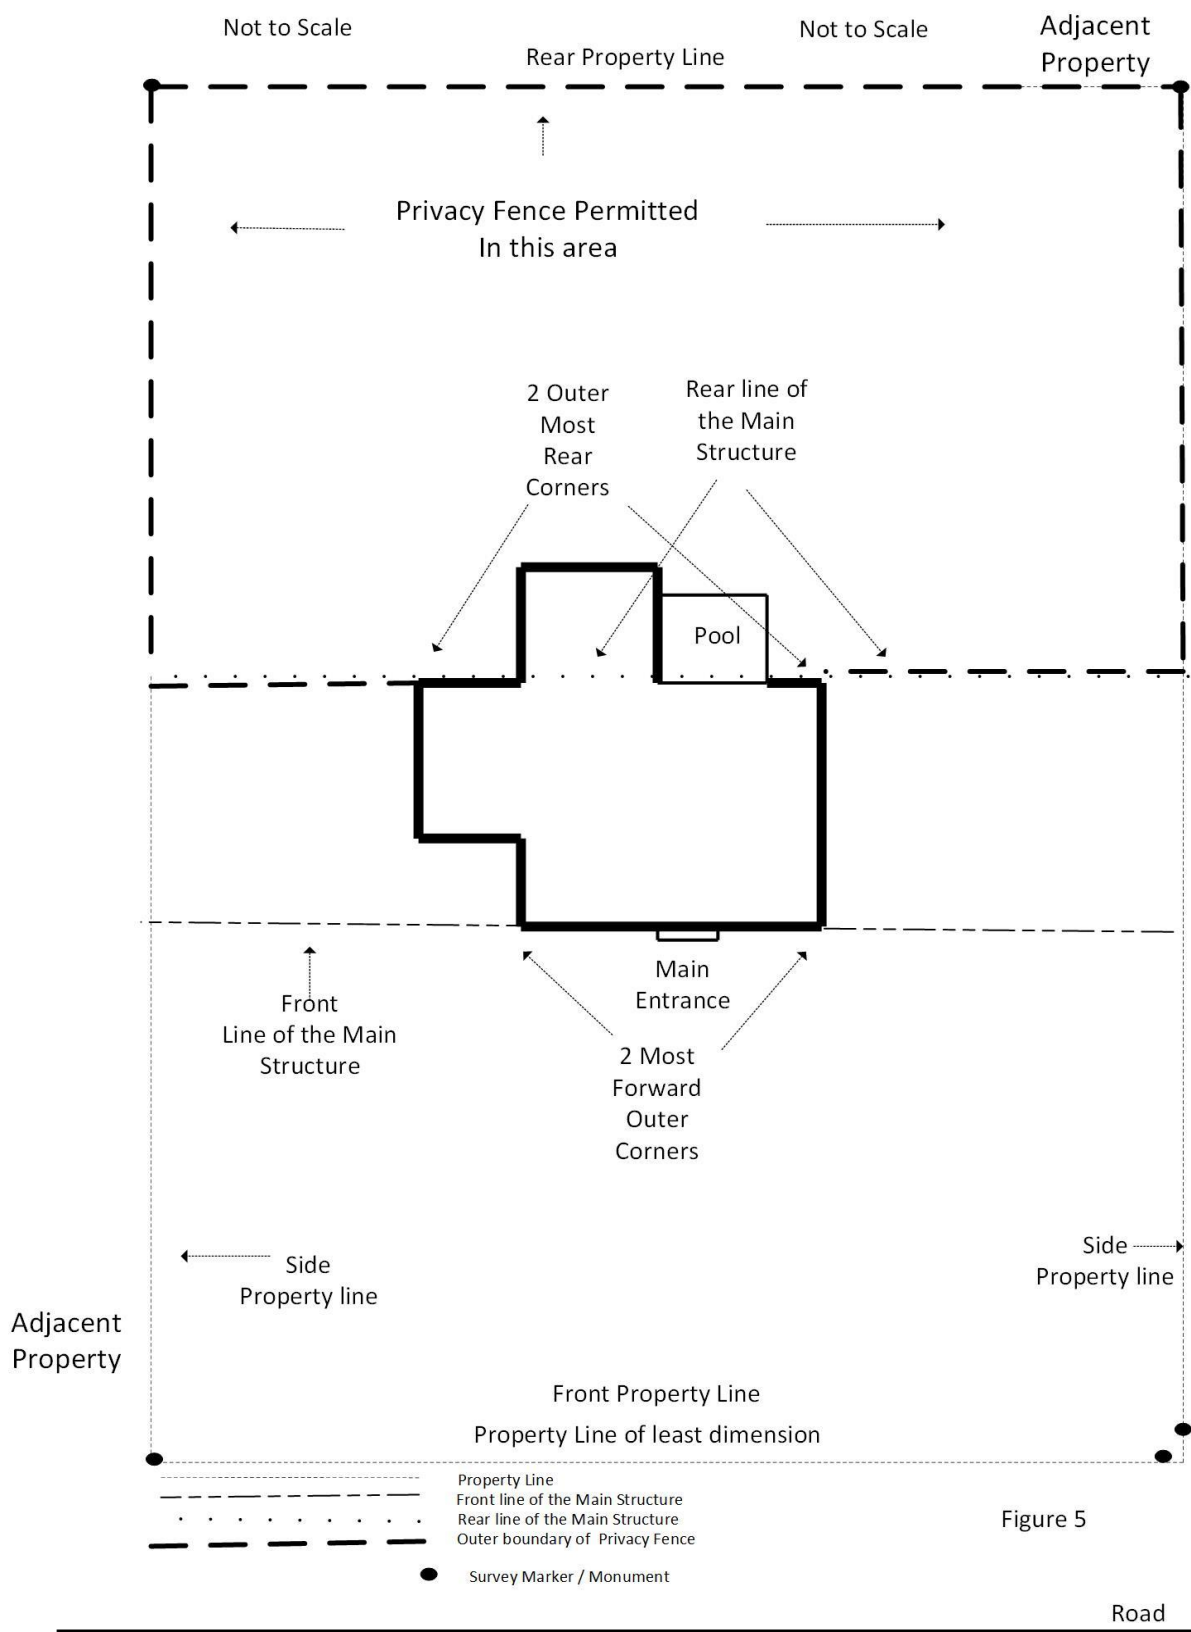 Not to Scale
Not to Scale
Adjacent
Property
Rear Property Line
Privacy Fence Permitted
In this area
2 Outer
Most
Rear
Corners
Rear line of
the Main
Structure
Pool
Main
Entrance
Front
Line of the Main
Structure
2 Most
Forward
Outer
Corners
Side
Property line
Side
Property line
Adjacent
Property
Front Property Line
Property Line of least dimension
Property Line
Front line of the Main Structure
Rear line of the Main Structure
Outer boundary of Privacy Fence
Survey Marker / Monument
Figure 5
Road